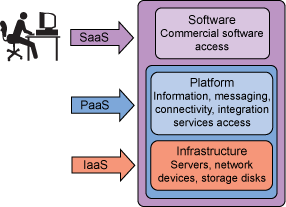 Software
Commercial software
access
SaaS
Platform
Information, messaging,
connectivity, integration
services access
PaaS
Infrastructure
Servers, network
devices, storage disks
IaaS